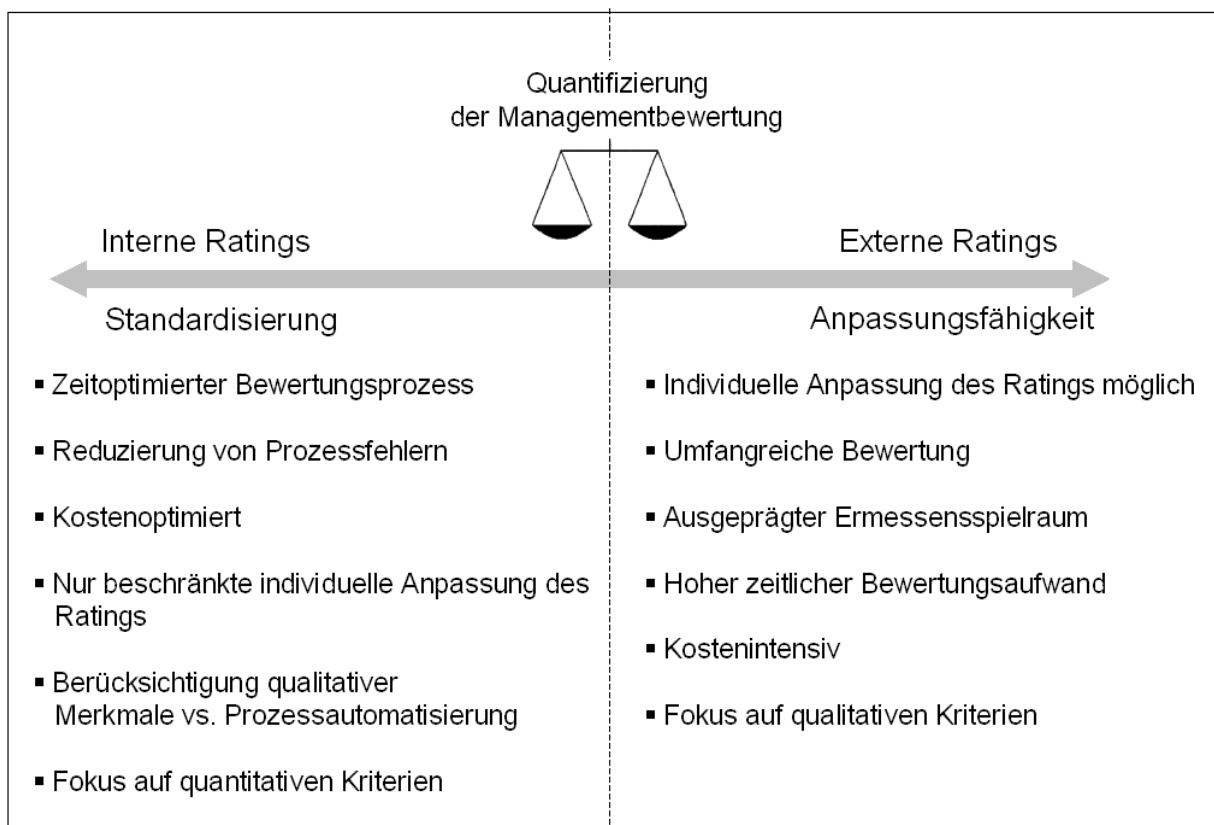 Quantifizierung
der Managementbewertung
Interne Ratings
Externe Ratings
Standardisierung
Anpassungsfähigkeit
▪ Zeitoptimierter Bewertungsprozess
▪ Reduzierung von Prozessfehlern
▪ Kostenoptimiert
▪ Nur beschränkte individuelle Anpassung des
Ratings
▪ Berücksichtigung qualitativer
Merkmale vs. Prozessautomatisierung
▪ Fokus auf quantitativen Kriterien
▪ Individuelle Anpassung des Ratings möglich
▪ Umfangreiche Bewertung
▪ Ausgeprägter Ermessensspielraum
▪ Hoher zeitlicher Bewertungsaufwand
▪ Kostenintensiv
▪ Fokus auf qualitativen Kriterien